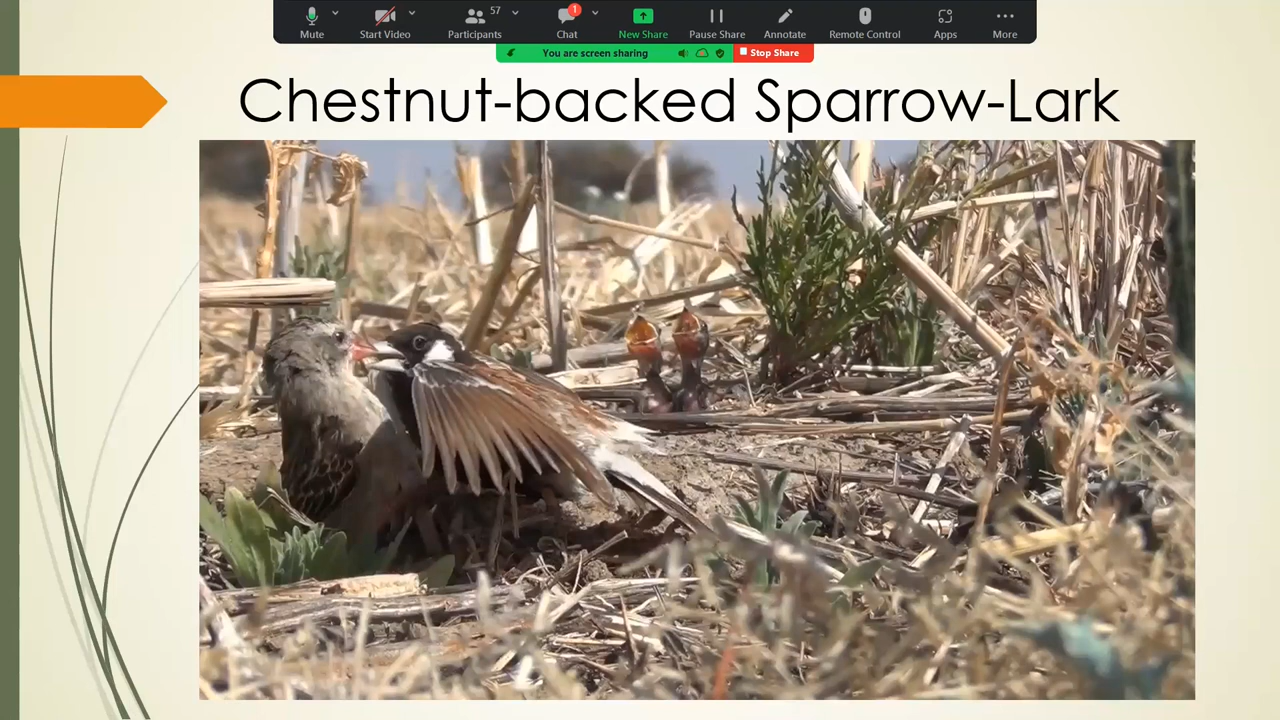 57
1
Mute
Start Video
Participants
Chat
New Share
Pause Share
Annotate
Remote Control
Apps
More
You are screen sharing
Stop Share
Chestnut-backed Sparrow-Lark